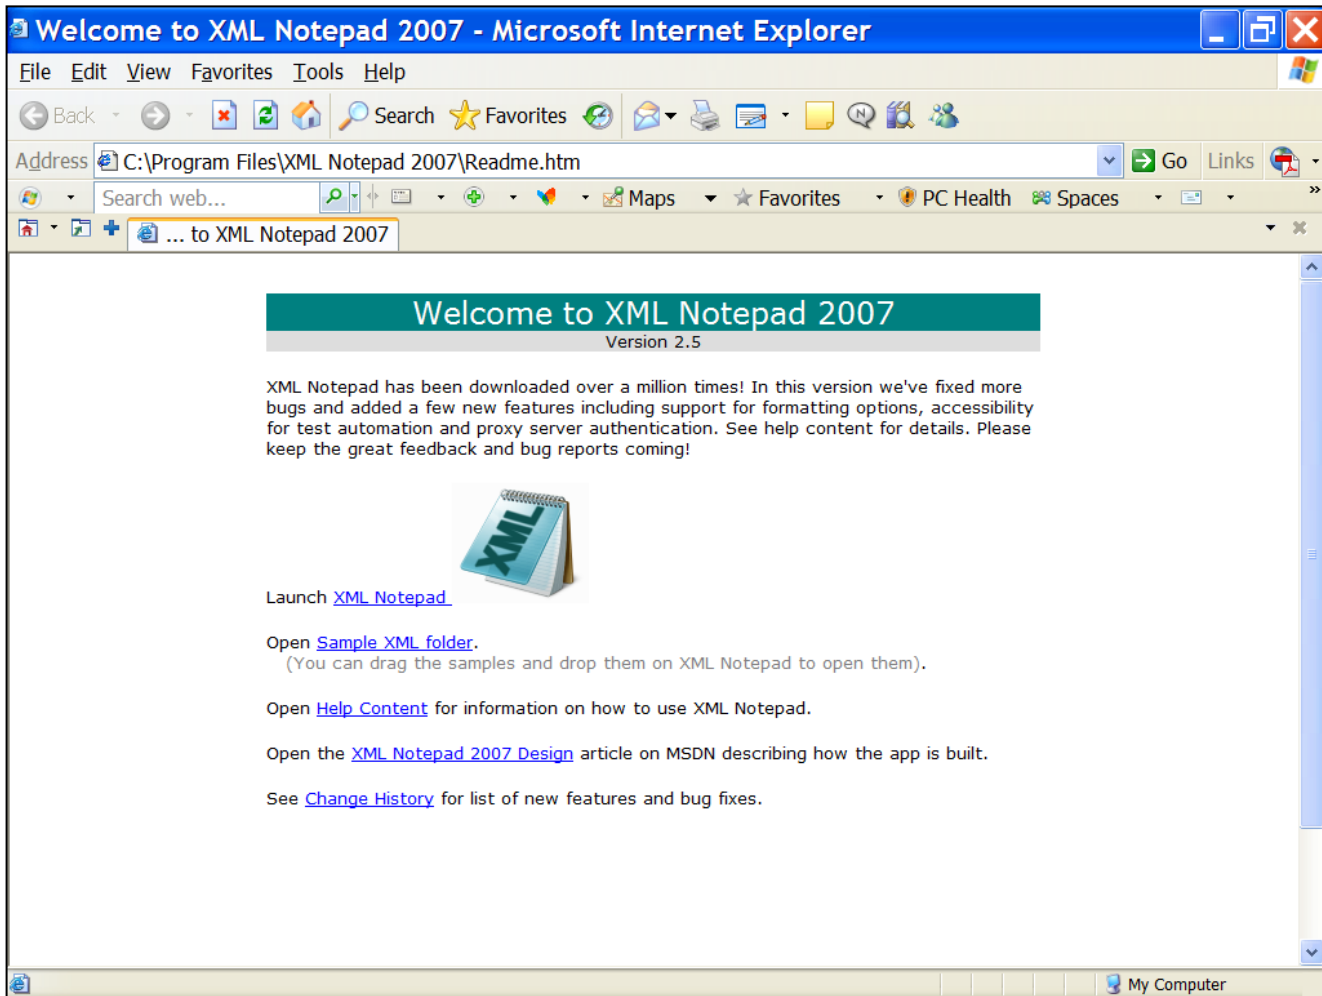 Welcome to XML Notepad 2007 - Microsoft Internet Explorer
File Edit View Favorites Tools Help
Back Search Favorites
Address C:\Program Files\XML Notepad 2007\Readme.htm Go Links
Search web... Maps Favorites PC Health Spaces »
... to XML Notepad 2007
Welcome to XML Notepad 2007
Version 2.5
XML Notepad has been downloaded over a million times! In this version we've fixed more
bugs and added a few new features including support for formatting options, accessibility
for test automation and proxy server authentication. See help content for details. Please
keep the great feedback and bug reports coming!
XML
Launch XML Notepad
Open Sample XML folder.
(You can drag the samples and drop them on XML Notepad to open them).
Open Help Content for information on how to use XML Notepad.
Open the XML Notepad 2007 Design article on MSDN describing how the app is built.
See Change History for list of new features and bug fixes.
My Computer